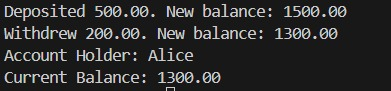 Deposited 500.00. New balance: 1500.00
Withdrew 200.00. New balance: 1300.00
Account Holder: Alice
Current Balance: 1300.00